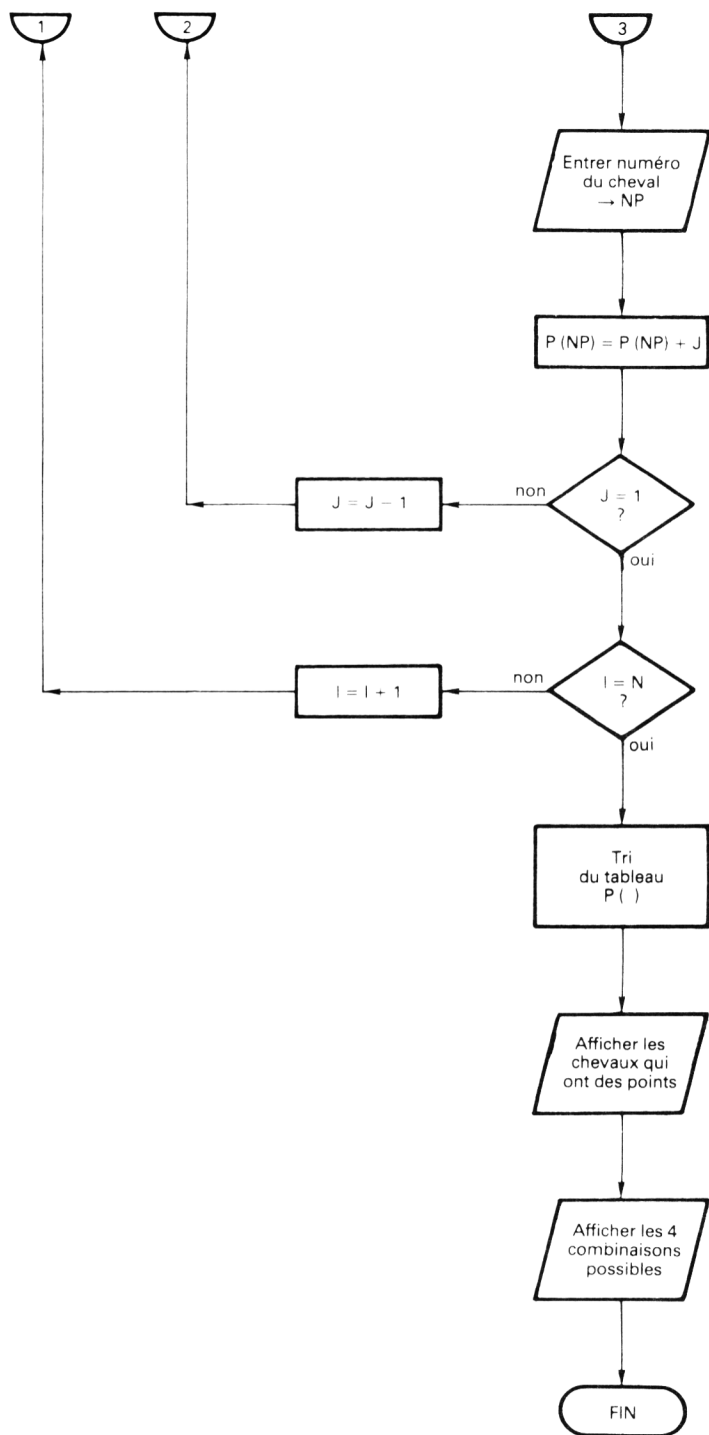 1
2
3
Entrer numéro
du cheval
→ NP
P (NP) = P (NP) + J
J = 1
?
non
J = J – 1
oui
I = N
?
non
I = I + 1
oui
Tri
du tableau
P ( )
Afficher les
chevaux qui
ont des points
Afficher les 4
combinaisons
possibles
FIN